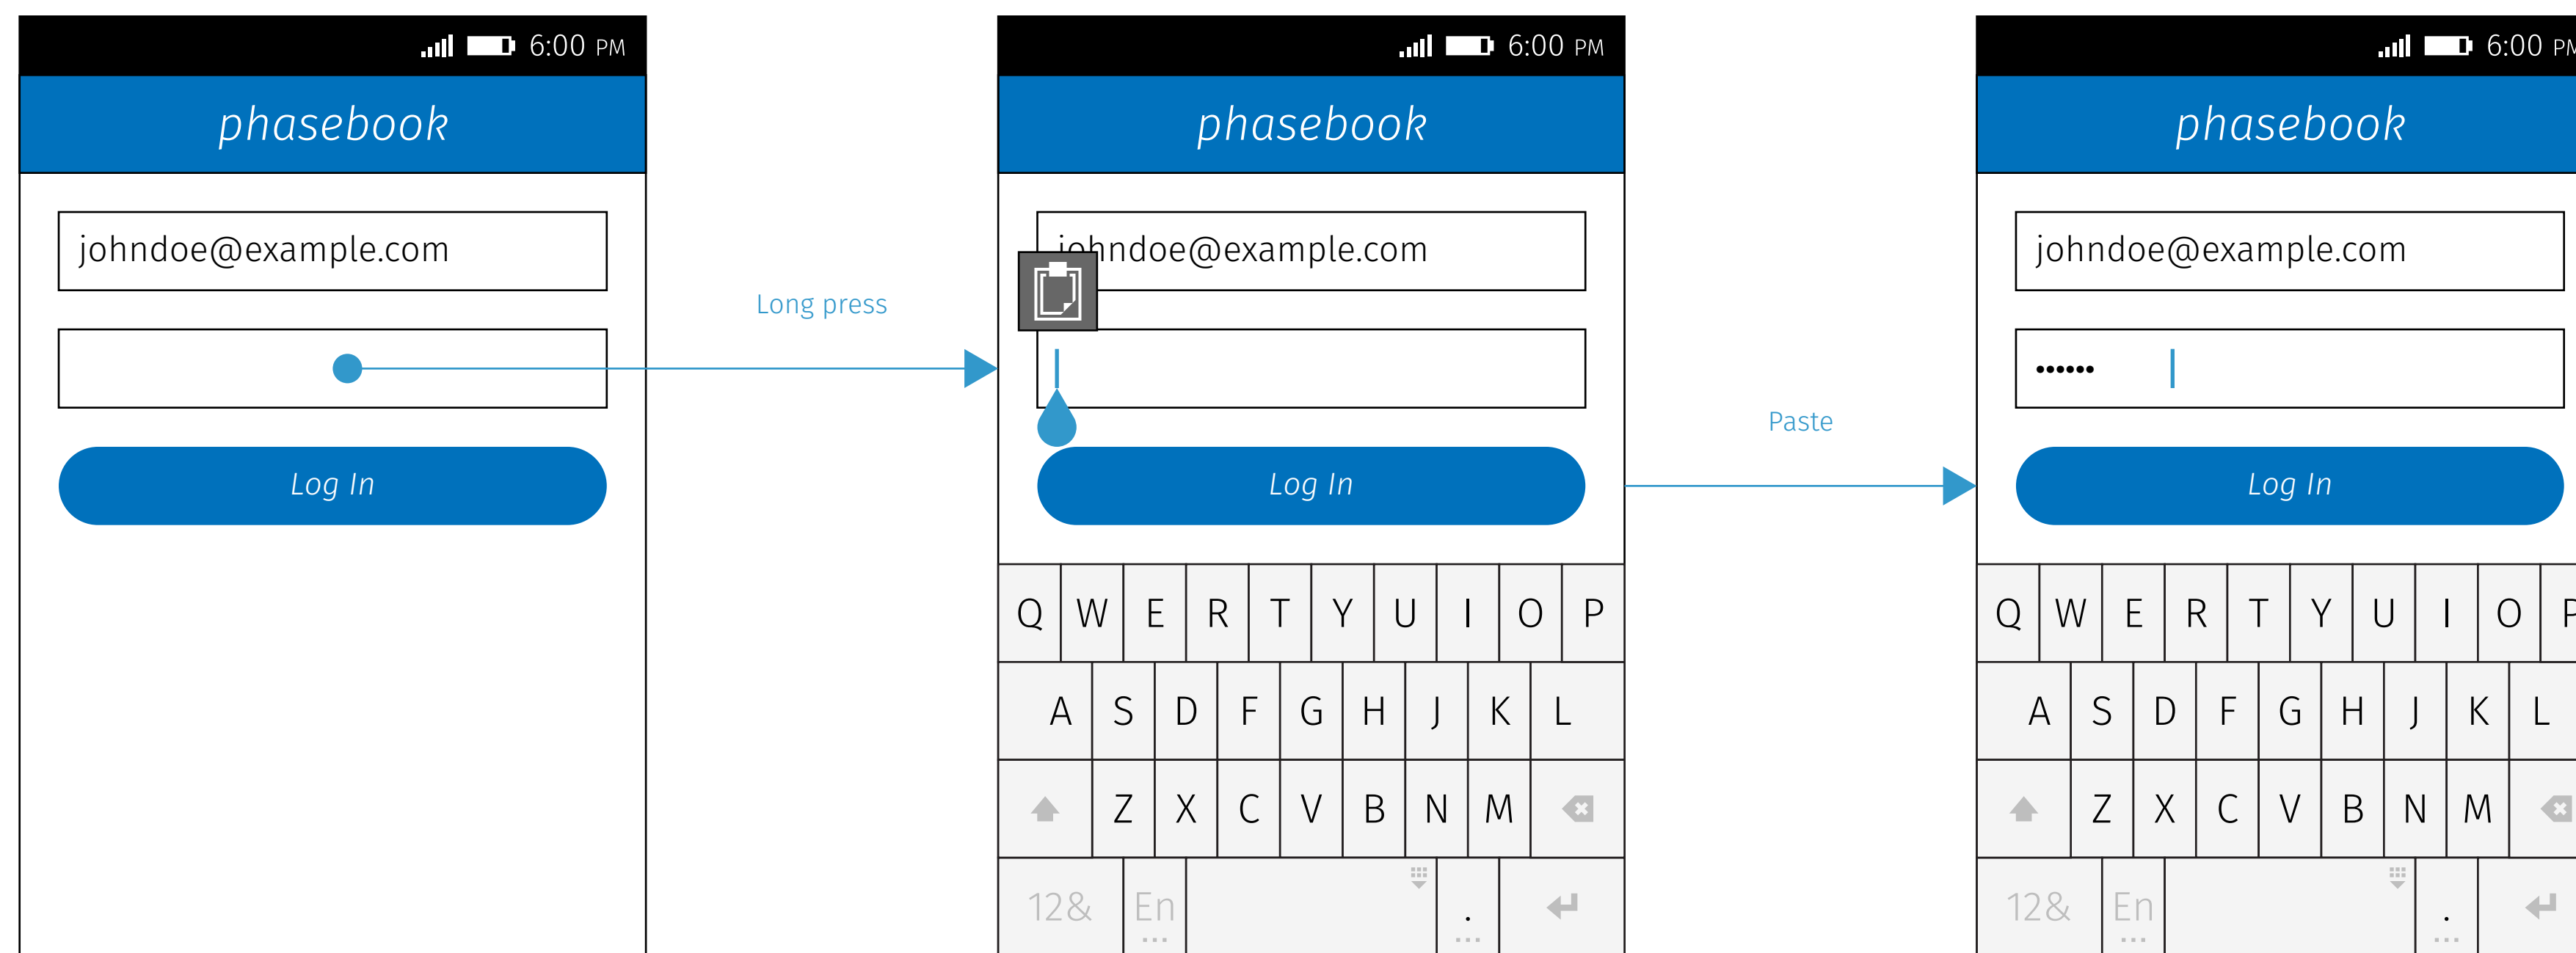 6:00 PM
phasebook
johndoe@example.com
Log In
Long press
6:00 PM
phasebook
johndoe@example.com
Log In
Q W E R T Y U I O P
A S D F G H J K L
Z X C V B N M
12& En .
Paste
6:00 PM
phasebook
johndoe@example.com
••••••
Log In
Q W E R T Y U I O P
A S D F G H J K L
Z X C V B N M
12& En .